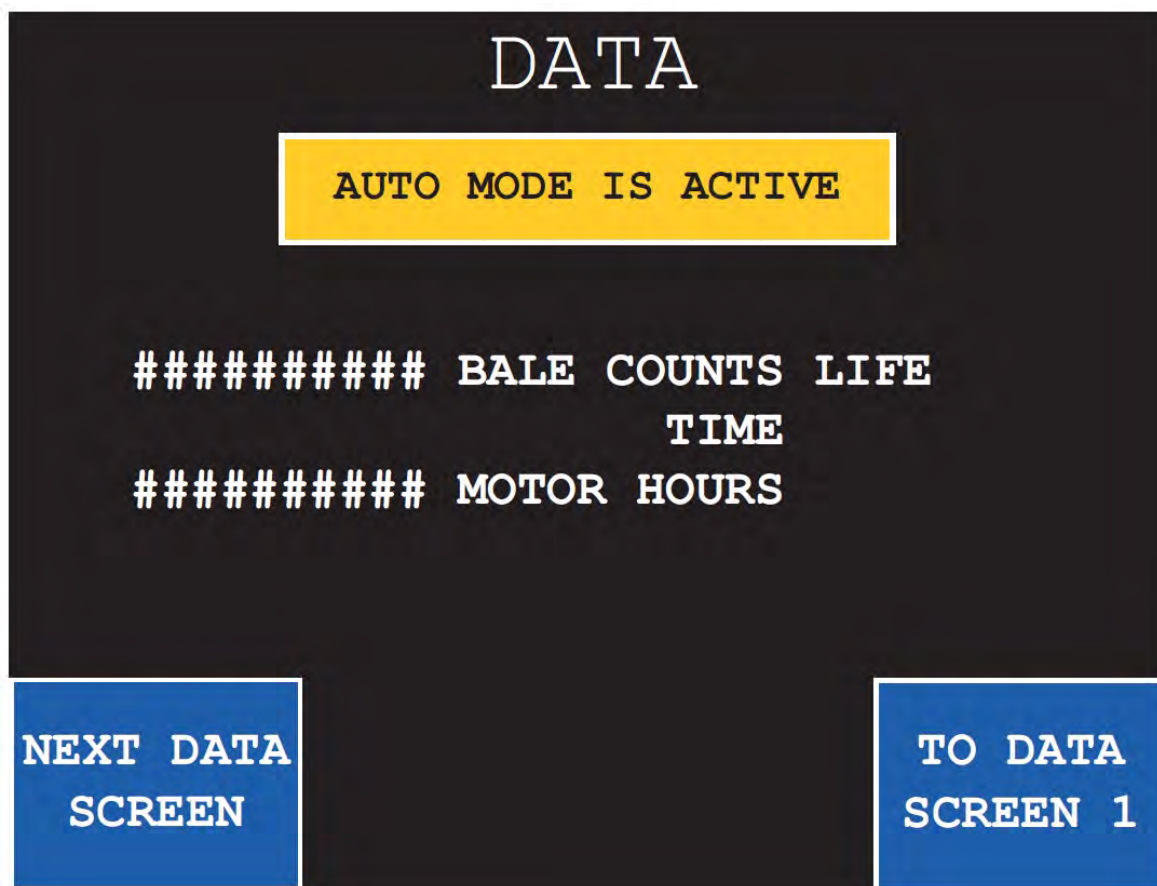 DATA
AUTO MODE IS ACTIVE
########## BALE COUNTS LIFE
TIME
########## MOTOR HOURS
NEXT DATA
SCREEN
TO DATA
SCREEN 1